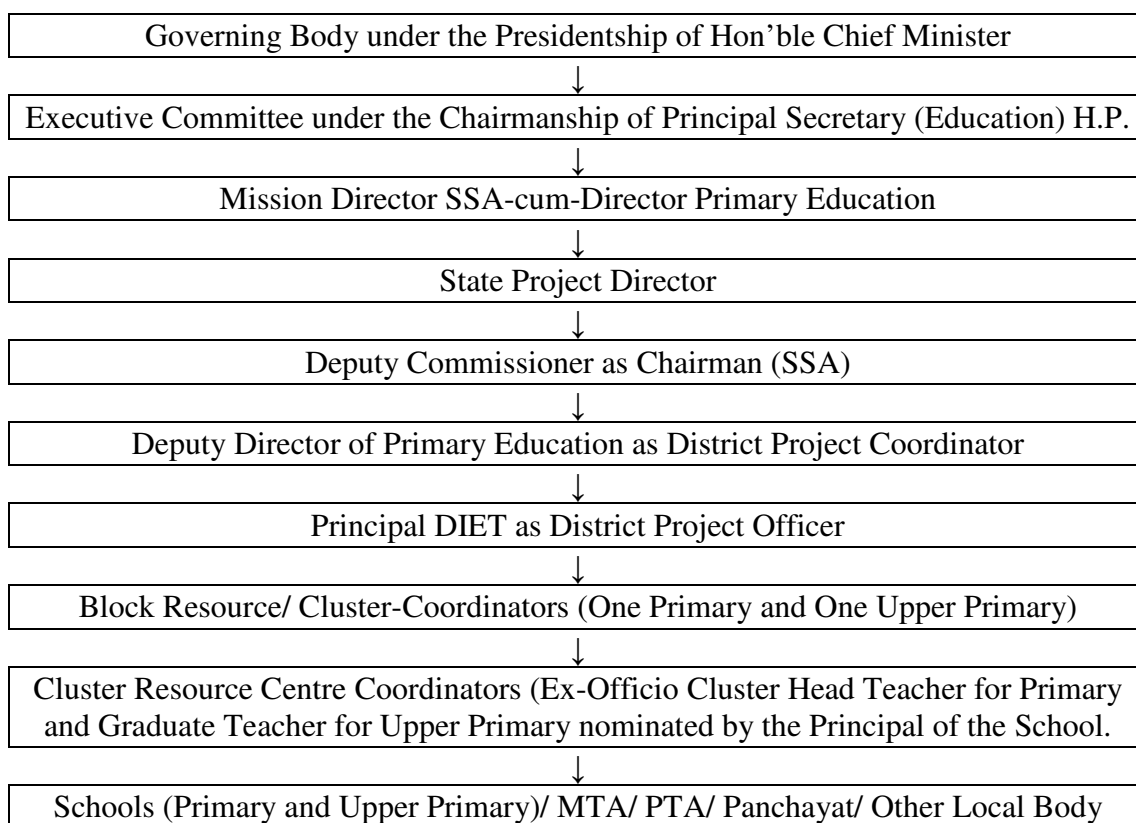 Governing Body under the Presidentship of Hon’ble Chief Minister
↓
Executive Committee under the Chairmanship of Principal Secretary (Education) H.P.
↓
Mission Director SSA-cum-Director Primary Education
↓
State Project Director
↓
Deputy Commissioner as Chairman (SSA)
↓
Deputy Director of Primary Education as District Project Coordinator
↓
Principal DIET as District Project Officer
↓
Block Resource/ Cluster-Coordinators (One Primary and One Upper Primary)
↓
Cluster Resource Centre Coordinators (Ex-Officio Cluster Head Teacher for Primary
and Graduate Teacher for Upper Primary nominated by the Principal of the School.
↓
Schools (Primary and Upper Primary)/ MTA/ PTA/ Panchayat/ Other Local Body